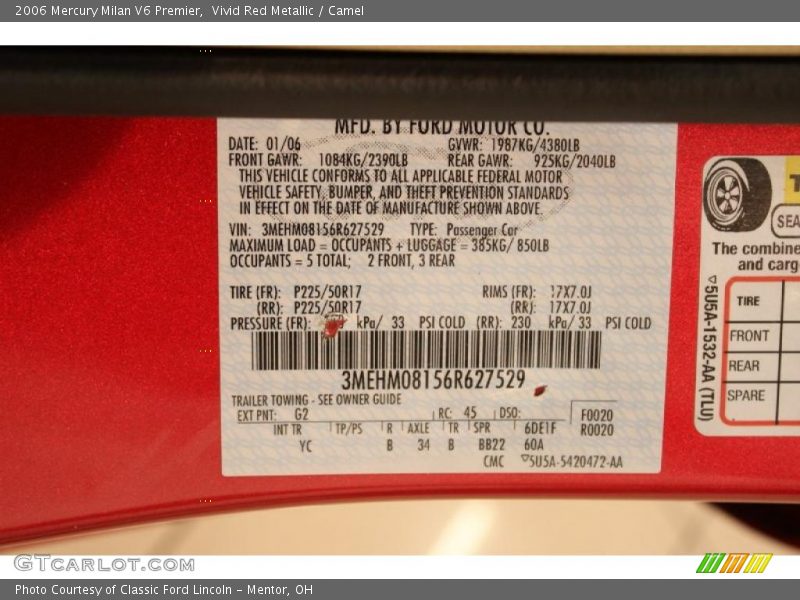 2006 Mercury Milan V6 Premier,  Vivid Red Metallic / Camel
MFD. BY FORD MOTOR CO.
DATE: 01/06 GVWR: 1987KG/4380LB
FRONT GAWR: 1084KG/2390LB REAR GAWR: 925KG/2040LB
THIS VEHICLE CONFORMS TO ALL APPLICABLE FEDERAL MOTOR
VEHICLE SAFETY, BUMPER, AND THEFT PREVENTION STANDARDS
IN EFFECT ON THE DATE OF MANUFACTURE SHOWN ABOVE.
VIN: 3MEHM08156R627529 TYPE: Passenger Car
MAXIMUM LOAD = OCCUPANTS + LUGGAGE = 385KG/ 850LB
OCCUPANTS = 5 TOTAL; 2 FRONT, 3 REAR
TIRE (FR): P225/50R17 RIMS (FR): 17X7.0J
(RR): P225/50R17 (RR): 17X7.0J
PRESSURE (FR): kPa/ 33 PSI COLD (RR): 230 kPa/ 33 PSI COLD
3MEHM08156R627529
TRAILER TOWING - SEE OWNER GUIDE
EXT PNT: G2 RC: 45 DSO: F0020
INT TR TP/PS R AXLE TR SPR 6DE1F R0020
YC B 34 B BB22 60A
CMC 5U5A-5420472-AA
SEA
The combine
and carg
TIRE
FRONT
REAR
SPARE
5U5A-1532-AA (TLU)
GTCARLOT.COM
Photo Courtesy of Classic Ford Lincoln - Mentor, OH